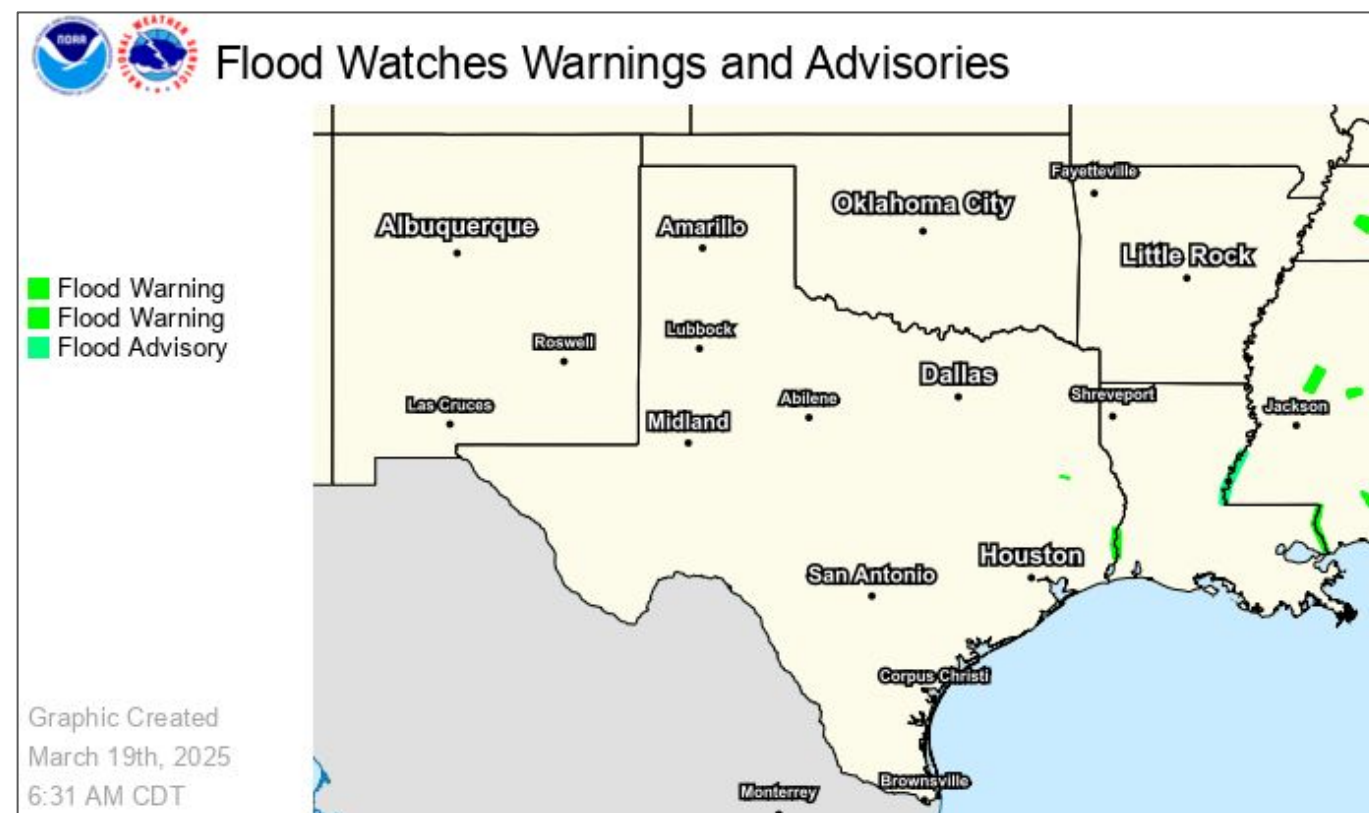 NOAA
NATIONAL WEATHER SERVICE
Flood Watches Warnings and Advisories
Flood Warning
Flood Warning
Flood Advisory
Fayetteville
Oklahoma City
Albuquerque
Amarillo
Little Rock
Lubbock
Roswell
Dallas
Shreveport
Abilene
Las Cruces
Jackson
Midland
Houston
San Antonio
Corpus Christi
Brownsville
Monterrey
Graphic Created
March 19th, 2025
6:31 AM CDT